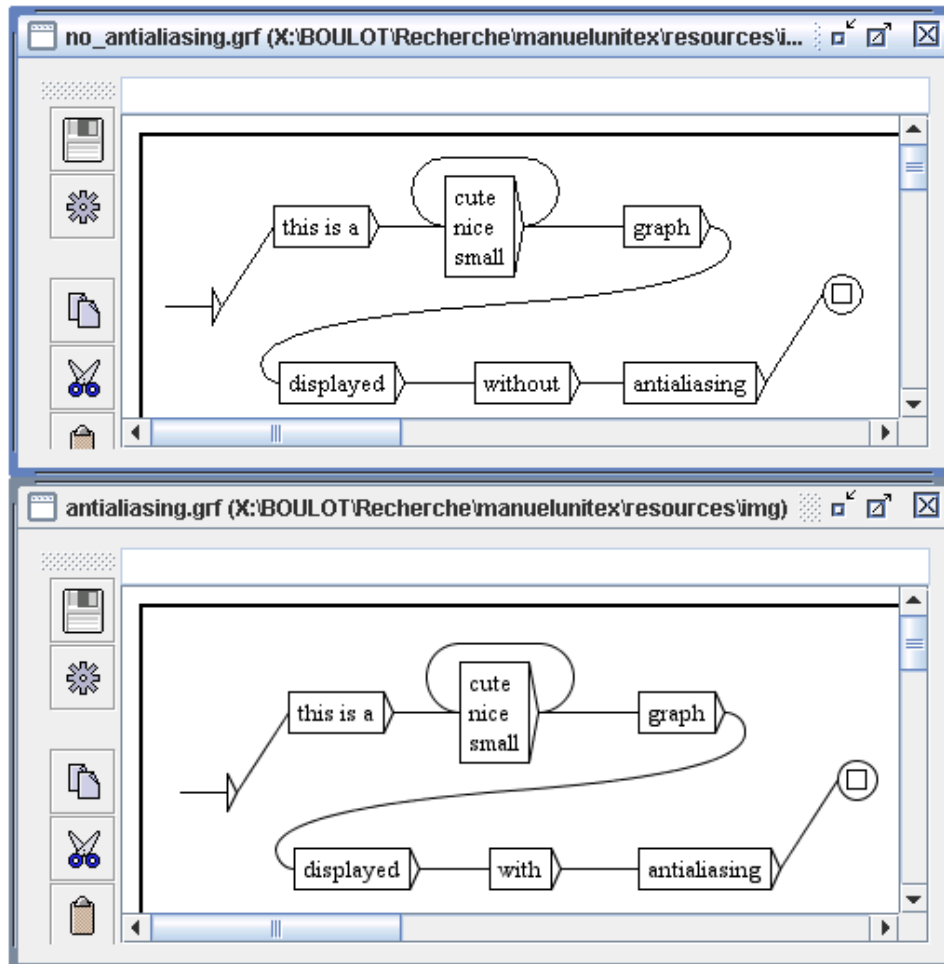 no_antialiasing.grf (X:\BOULOT\Recherche\manuelunitex\resources\i...
this is a
cute
nice
small
graph
displayed
without
antialiasing
antialiasing.grf (X:\BOULOT\Recherche\manuelunitex\resources\img)
this is a
cute
nice
small
graph
displayed
with
antialiasing